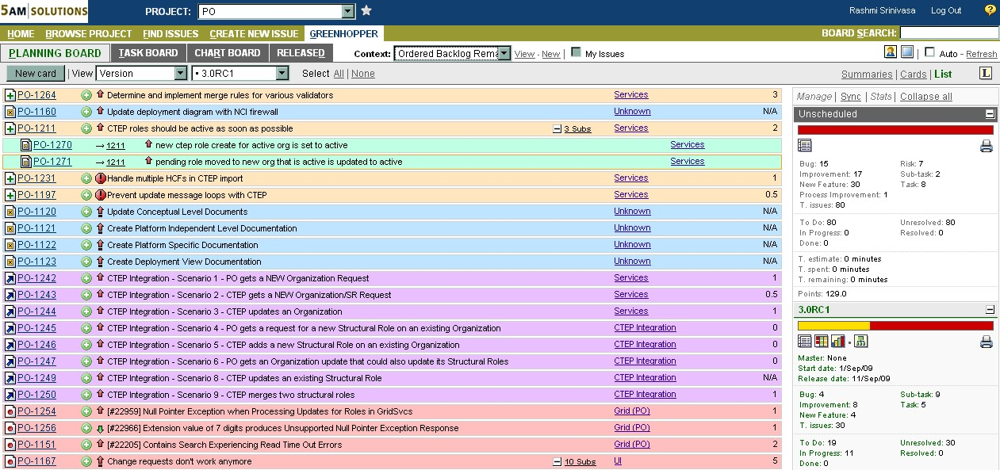 5AM|SOLUTIONS PROJECT: PO Rashmi Srinivasa Log Out ?
HOME BROWSE PROJECT FIND ISSUES CREATE NEW ISSUE GREENHOPPER BOARD SEARCH:
PLANNING BOARD TASK BOARD CHART BOARD RELEASED Context: Ordered Backlog Rema View - New | My Issues | Auto - Refresh
New card | View Version • 3.0RC1 Select All | None Summaries | Cards | List L
PO-1264 Determine and implement merge rules for various validators Services 3
PO-1160 Update deployment diagram with NCI firewall Unknown N/A
PO-1211 CTEP roles should be active as soon as possible 3 Subs Services 2
PO-1270 → 1211 new ctep role create for active org is set to active Services
PO-1271 → 1211 pending role moved to new org that is active is updated to active Services
PO-1231 Handle multiple HCFs in CTEP import Services 1
PO-1197 Prevent update message loops with CTEP Services 0.5
PO-1120 Update Conceptual Level Documents Unknown N/A
PO-1121 Create Platform Independent Level Documentation Unknown N/A
PO-1122 Create Platform Specific Documentation Unknown N/A
PO-1123 Create Deployment View Documentation Unknown N/A
PO-1242 CTEP Integration - Scenario 1 - PO gets a NEW Organization Request Services 1
PO-1243 CTEP Integration - Scenario 2 - CTEP gets a NEW Organization/SR Request Services 0.5
PO-1244 CTEP Integration - Scenario 3 - CTEP updates an Organization Services 1
PO-1245 CTEP Integration - Scenario 4 - PO gets a request for a new Structural Role on an existing Organization CTEP Integration 0
PO-1246 CTEP Integration - Scenario 5 - CTEP adds a new Structural Role on an existing Organization CTEP Integration 0
PO-1247 CTEP Integration - Scenario 6 - PO gets an Organization update that could also update its Structural Roles CTEP Integration 0
PO-1249 CTEP Integration - Scenario 8 - CTEP updates an existing Structural Role CTEP Integration N/A
PO-1250 CTEP Integration - Scenario 9 - CTEP merges two structural roles CTEP Integration 1
PO-1254 [#22959] Null Pointer Exception when Processing Updates for Roles in GridSvcs Grid (PO) 1
PO-1256 [#22966] Extension value of 7 digits produces Unsupported Null Pointer Exception Response Grid (PO) 1
PO-1151 [#22205] Contains Search Experiencing Read Time Out Errors Grid (PO) 2
PO-1167 Change requests don't work anymore 10 Subs UI 5
Manage | Sync | Stats | Collapse all
Unscheduled
Bug: 15 Risk: 7
Improvement: 17 Sub-task: 2
New Feature: 30 Task: 8
Process Improvement: 1
T. issues: 80
To Do: 80 Unresolved: 80
In Progress: 0 Resolved: 0
Done: 0
T. estimate: 0 minutes
T. spent: 0 minutes
T. remaining: 0 minutes
Points: 129.0
3.0RC1
Master: None
Start date: 1/Sep/09
Release date: 11/Sep/09
Bug: 4 Sub-task: 9
Improvement: 8 Task: 5
New Feature: 4
T. issues: 30
To Do: 19 Unresolved: 30
In Progress: 11 Resolved: 0
Done: 0